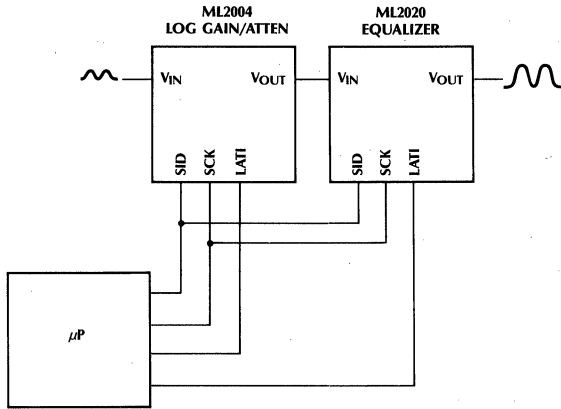 ML2004
LOG GAIN/ATTEN
ML2020
EQUALIZER
VIN
VOUT
VIN
VOUT
SID
SCK
LATI
SID
SCK
LATI
μP